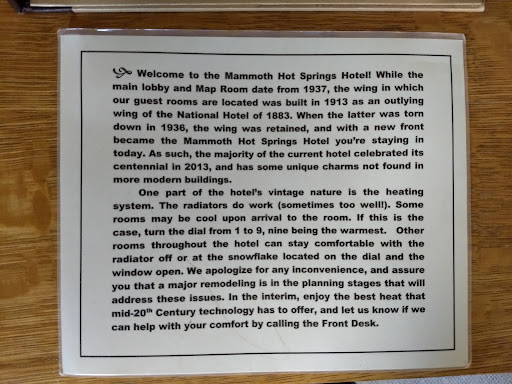 Welcome to the Mammoth Hot Springs Hotel! While the
main lobby and Map Room date from 1937, the wing in which
our guest rooms are located was built in 1913 as an outlying
wing of the National Hotel of 1883. When the latter was torn
down in 1936, the wing was retained, and with a new front
became the Mammoth Hot Springs Hotel you're staying in
today. As such, the majority of the current hotel celebrated its
centennial in 2013, and has some unique charms not found in
more modern buildings.
One part of the hotel's vintage nature is the heating
system. The radiators do work (sometimes too well!). Some
rooms may be cool upon arrival to the room. If this is the
case, turn the dial from 1 to 9, nine being the warmest. Other
rooms throughout the hotel can stay comfortable with the
radiator off or at the snowflake located on the dial and the
window open. We apologize for any inconvenience, and assure
you that a major remodeling is in the planning stages that will
address these issues. In the interim, enjoy the best heat that
mid-20th Century technology has to offer, and let us know if we
can help with your comfort by calling the Front Desk.